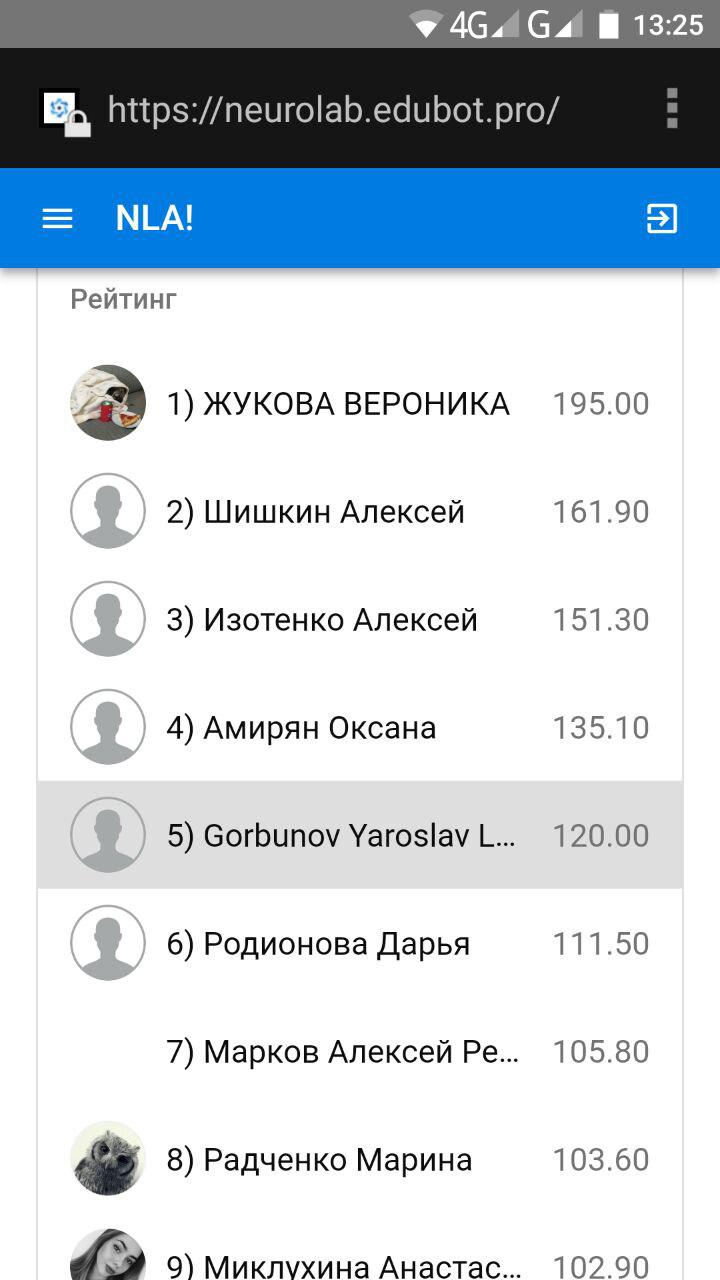 4G G 13:25
https://neurolab.edubot.pro/
NLA!
Рейтинг
1) ЖУКОВА ВЕРОНИКА 195.00
2) Шишкин Алексей 161.90
3) Изотенко Алексей 151.30
4) Амирян Оксана 135.10
5) Gorbunov Yaroslav L... 120.00
6) Родионова Дарья 111.50
7) Марков Алексей Ре... 105.80
8) Радченко Марина 103.60
9) Миклухина Анастас... 102.90